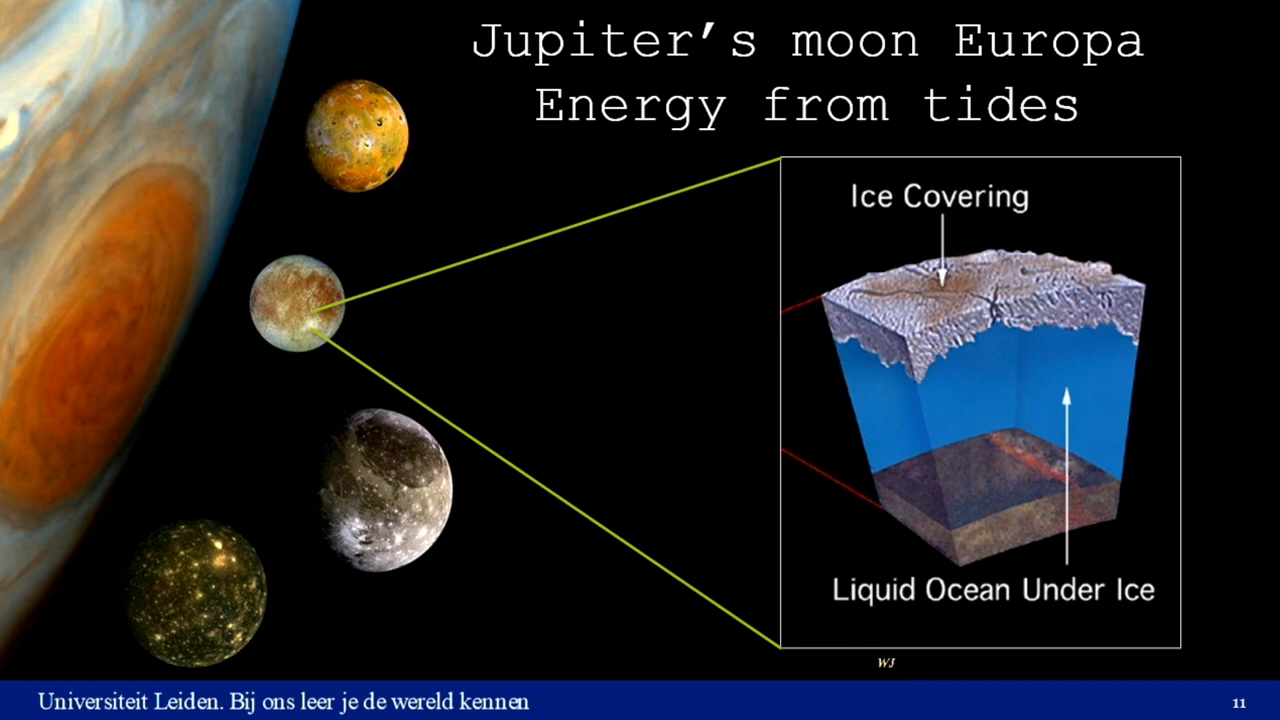 Jupiter’s moon Europa
Energy from tides
Ice Covering
Liquid Ocean Under Ice
WJ
Universiteit Leiden. Bij ons leer je de wereld kennen
11